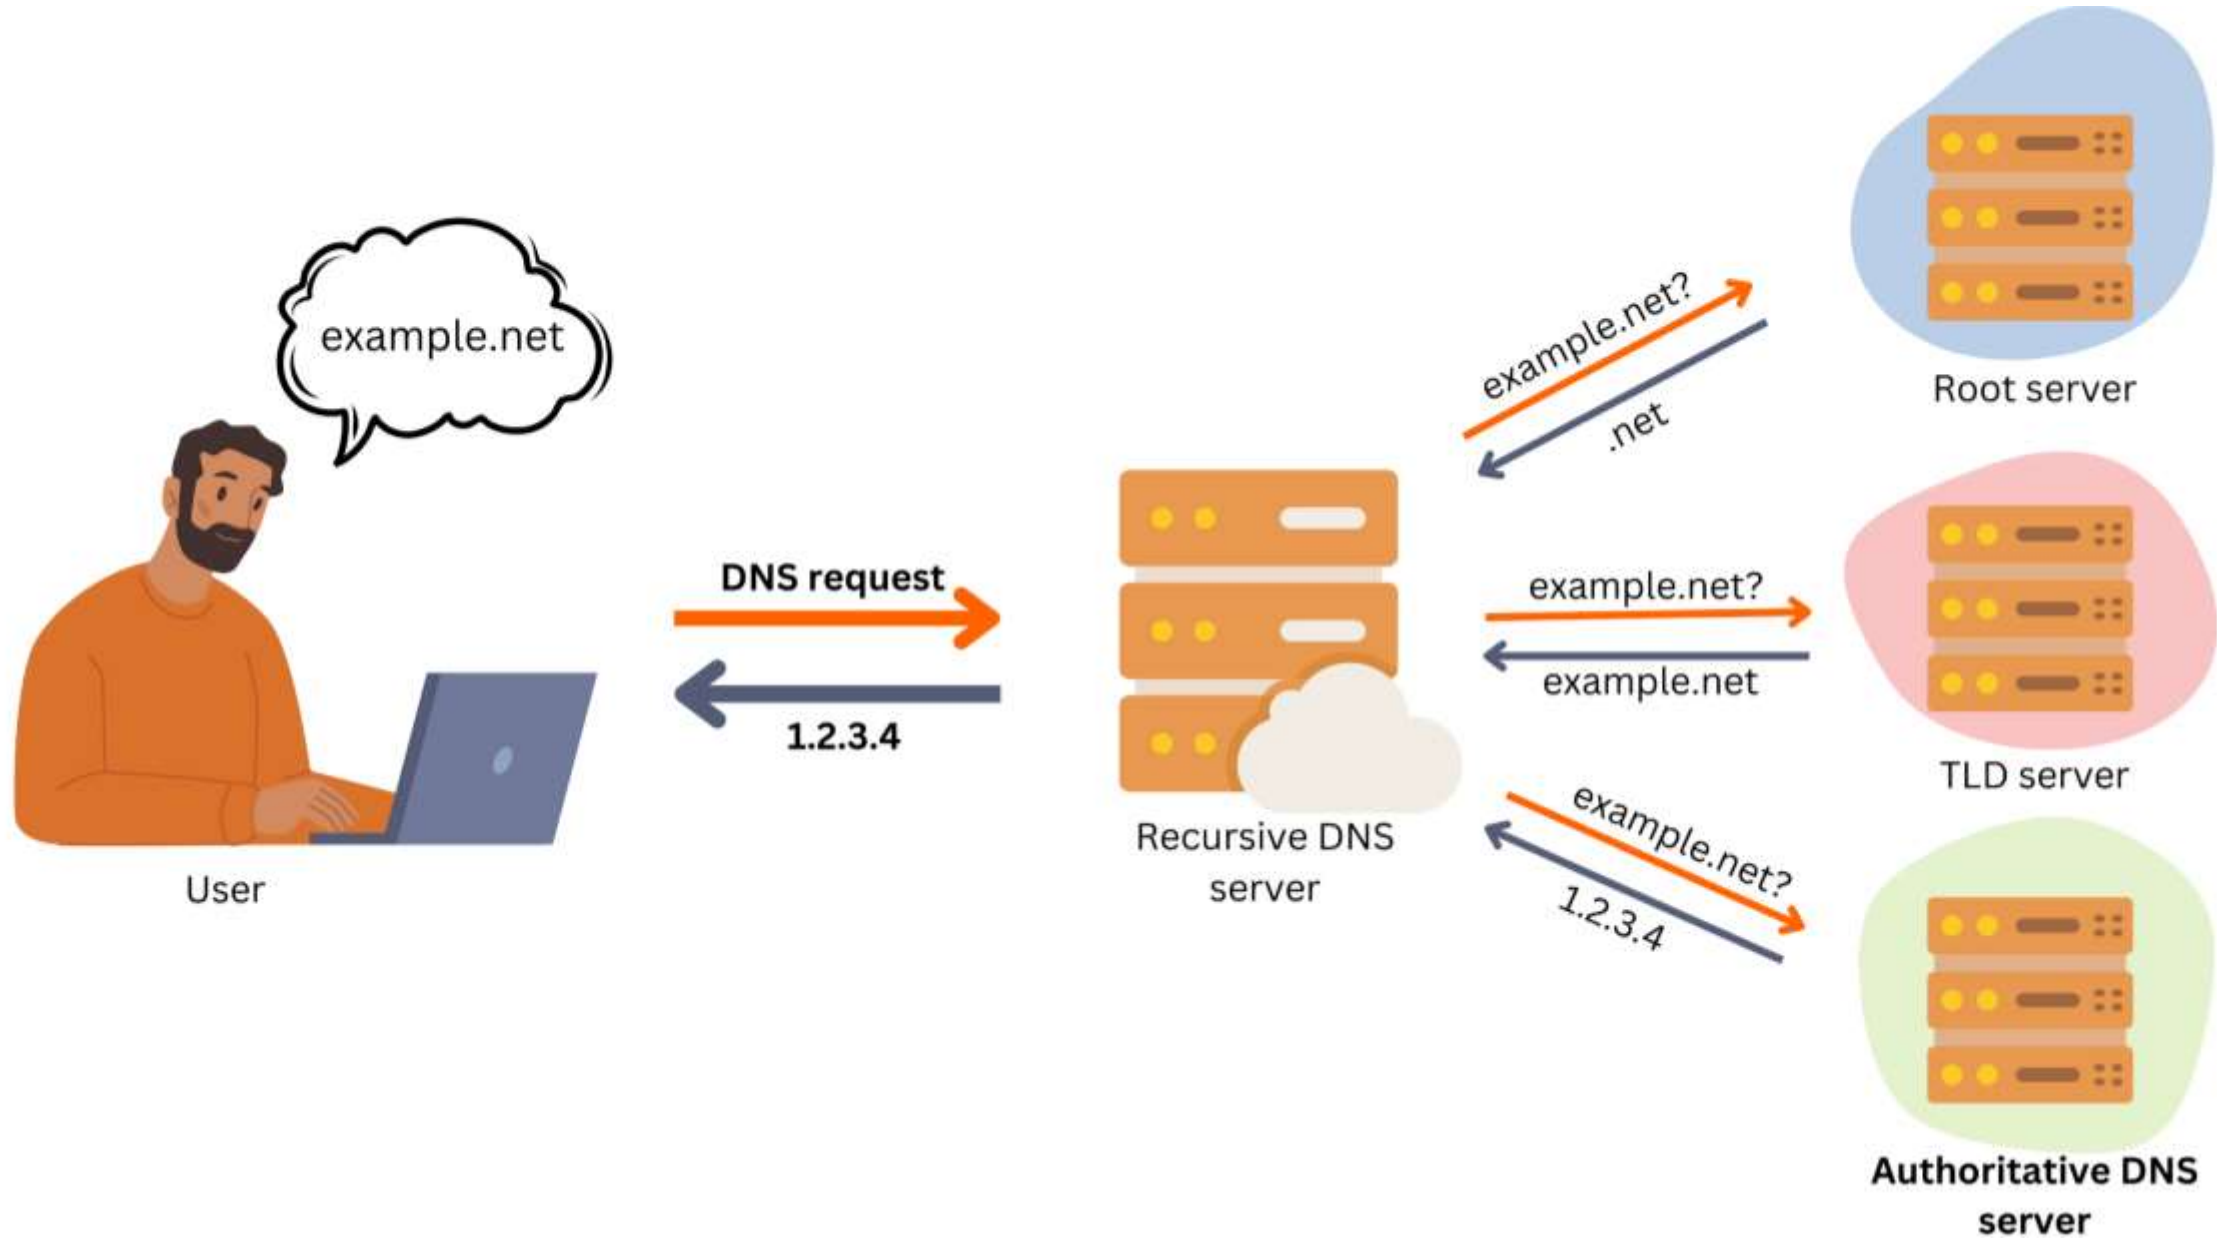 example.net
User
DNS request
1.2.3.4
Recursive DNS
server
example.net?
.net
Root server
example.net?
example.net
TLD server
example.net?
1.2.3.4
Authoritative DNS
server